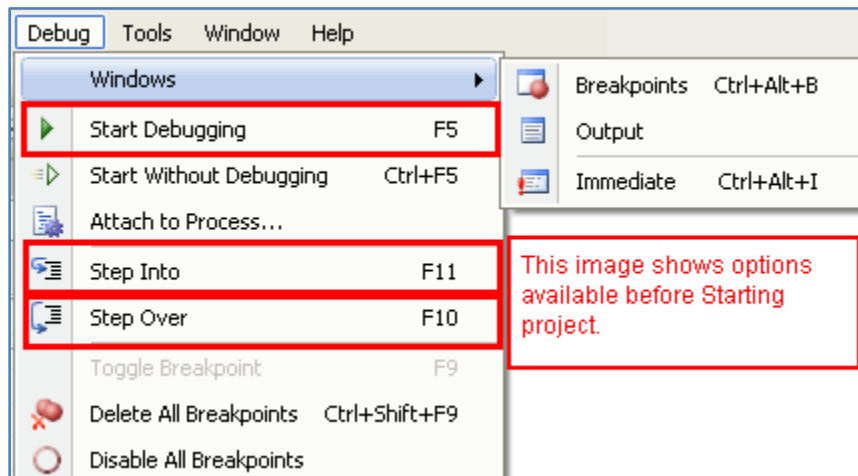 Debug Tools Window Help
Windows
Start Debugging F5
Start Without Debugging Ctrl+F5
Attach to Process...
Step Into F11
Step Over F10
Toggle Breakpoint F9
Delete All Breakpoints Ctrl+Shift+F9
Disable All Breakpoints
Breakpoints Ctrl+Alt+B
Output
Immediate Ctrl+Alt+I
This image shows options
available before Starting
project.